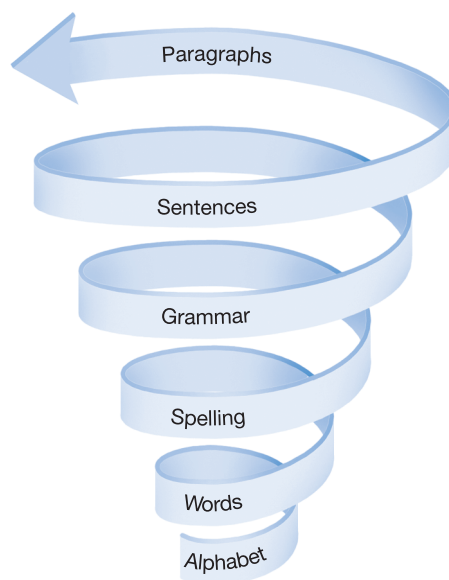 Paragraphs
Sentences
Grammar
Spelling
Words
Alphabet